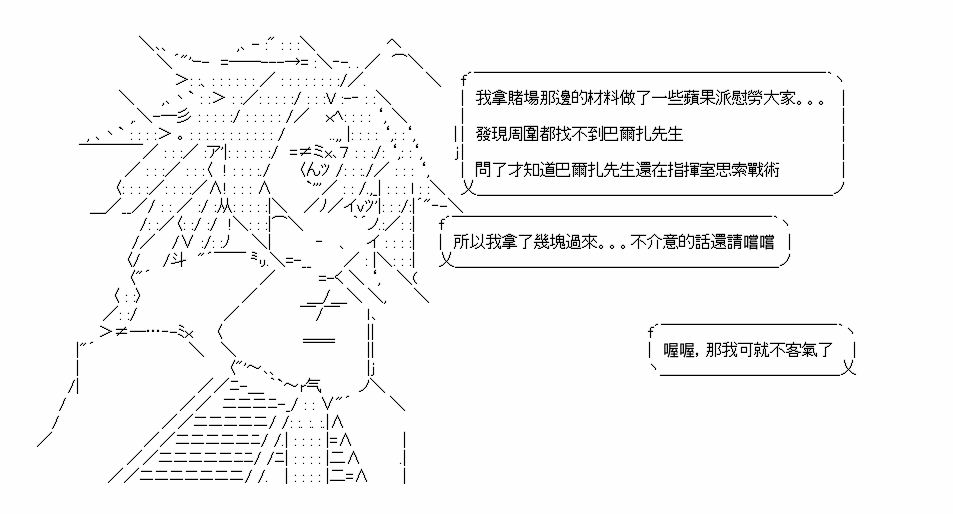 我拿賭場那邊的材料做了一些蘋果派慰勞大家。。。
發現周圍都找不到巴爾扎先生
問了才知道巴爾扎先生還在指揮室思索戰術
所以我拿了幾塊過來。。。不介意的話還請嚐嚐
喔喔, 那我可就不客氣了